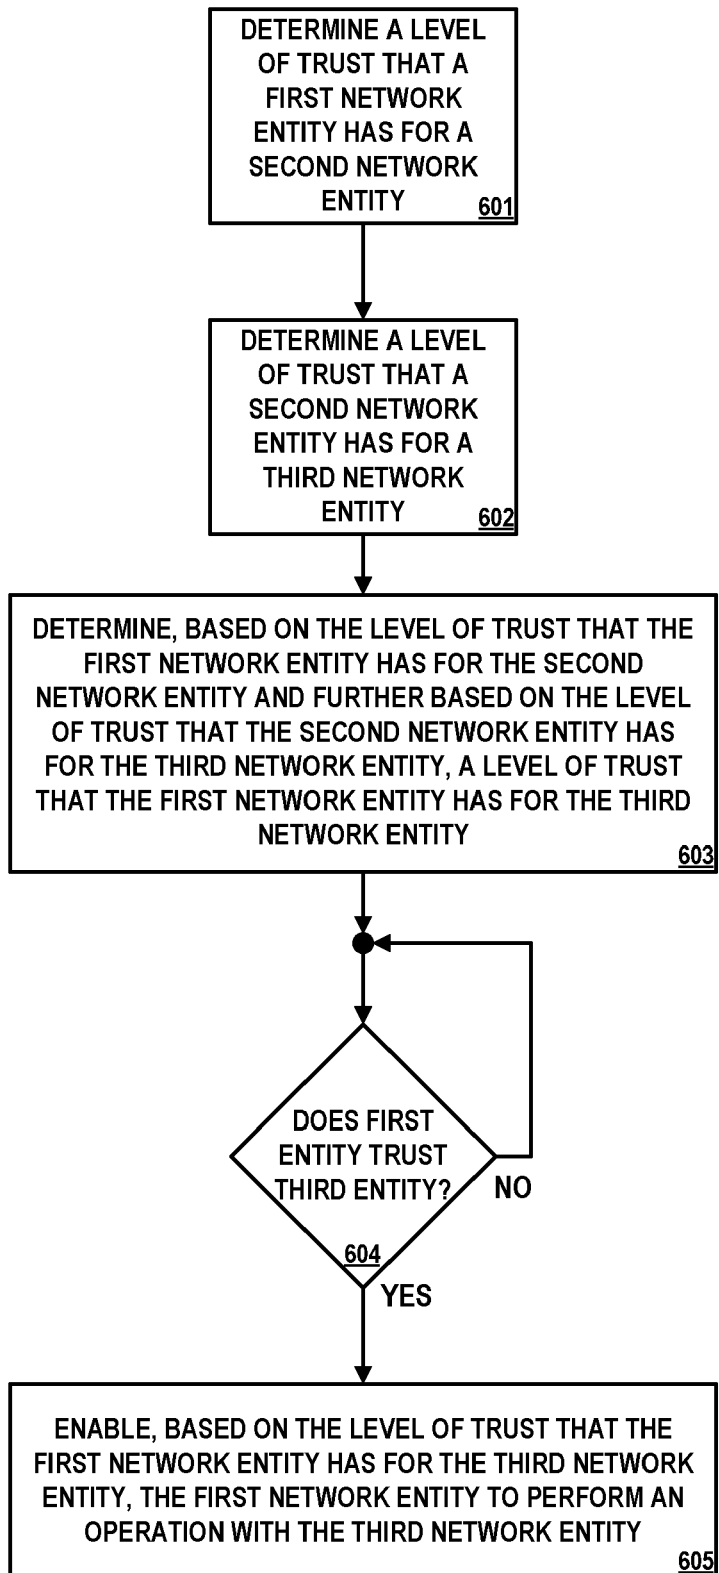 DETERMINE A LEVEL
OF TRUST THAT A
FIRST NETWORK
ENTITY HAS FOR A
SECOND NETWORK
ENTITY
601
DETERMINE A LEVEL
OF TRUST THAT A
SECOND NETWORK
ENTITY HAS FOR A
THIRD NETWORK
ENTITY
602
DETERMINE, BASED ON THE LEVEL OF TRUST THAT THE
FIRST NETWORK ENTITY HAS FOR THE SECOND
NETWORK ENTITY AND FURTHER BASED ON THE LEVEL
OF TRUST THAT THE SECOND NETWORK ENTITY HAS
FOR THE THIRD NETWORK ENTITY, A LEVEL OF TRUST
THAT THE FIRST NETWORK ENTITY HAS FOR THE THIRD
NETWORK ENTITY
603
DOES FIRST
ENTITY TRUST
THIRD ENTITY?
NO
604
YES
ENABLE, BASED ON THE LEVEL OF TRUST THAT THE
FIRST NETWORK ENTITY HAS FOR THE THIRD NETWORK
ENTITY, THE FIRST NETWORK ENTITY TO PERFORM AN
OPERATION WITH THE THIRD NETWORK ENTITY
605